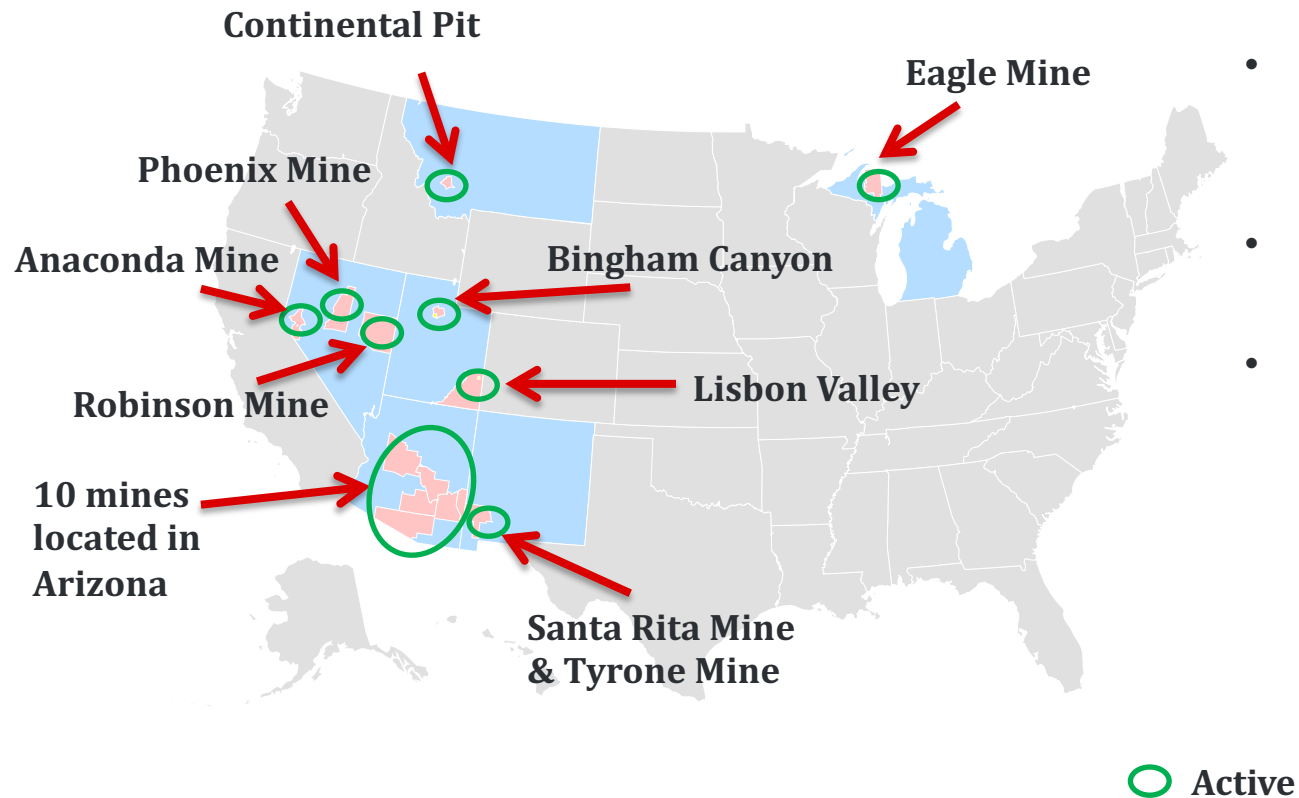 Continental Pit
Eagle Mine
Phoenix Mine
Anaconda Mine
Bingham Canyon
Robinson Mine
Lisbon Valley
10 mines
located in
Arizona
Santa Rita Mine
& Tyrone Mine
Active